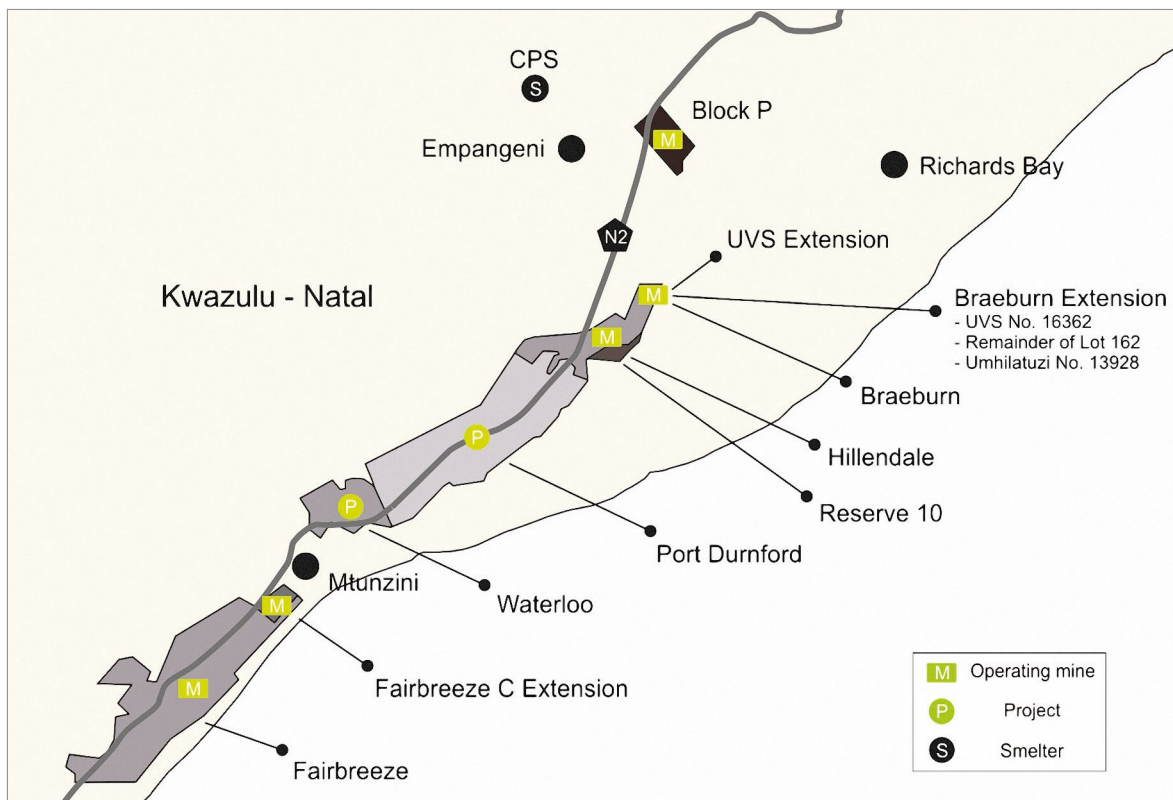 CPS
S
Block P
M
Empangeni
Richards Bay
N2
UVS Extension
Kwazulu - Natal
M
Braeburn Extension
- UVS No. 16362
- Remainder of Lot 162
- Umhilatuzi No. 13928
M
Braeburn
P
Hillendale
Reserve 10
P
Port Durnford
Mtunzini
Waterloo
M
Fairbreeze C Extension
M
Fairbreeze
M Operating mine
P Project
S Smelter